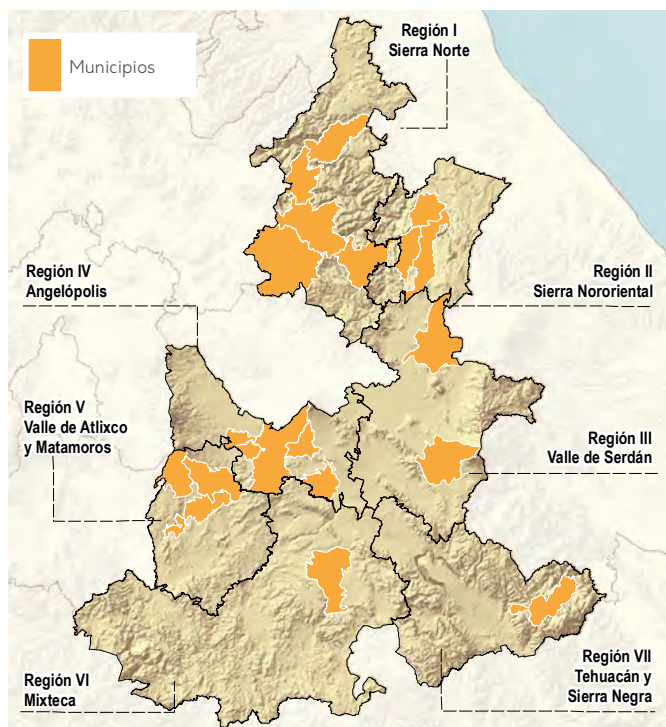 Municipios
Región I
Sierra Norte
Región IV
Angelópolis
Región II
Sierra Nororiental
Región V
Valle de Atlixco
y Matamoros
Región III
Valle de Serdán
Región VI
Mixteca
Región VII
Tehuacán y
Sierra Negra